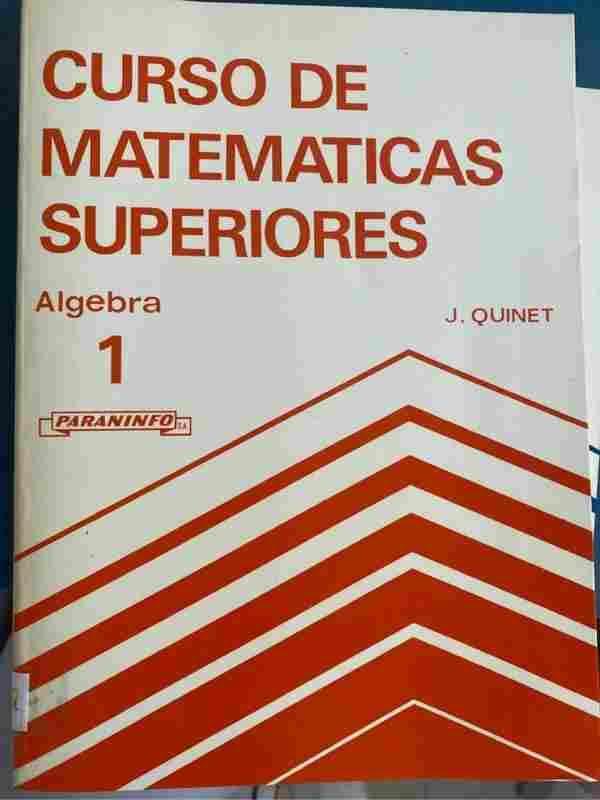 CURSO DE
MATEMATICAS
SUPERIORES
Algebra
J. QUINET
1
PARANINFO S.A.